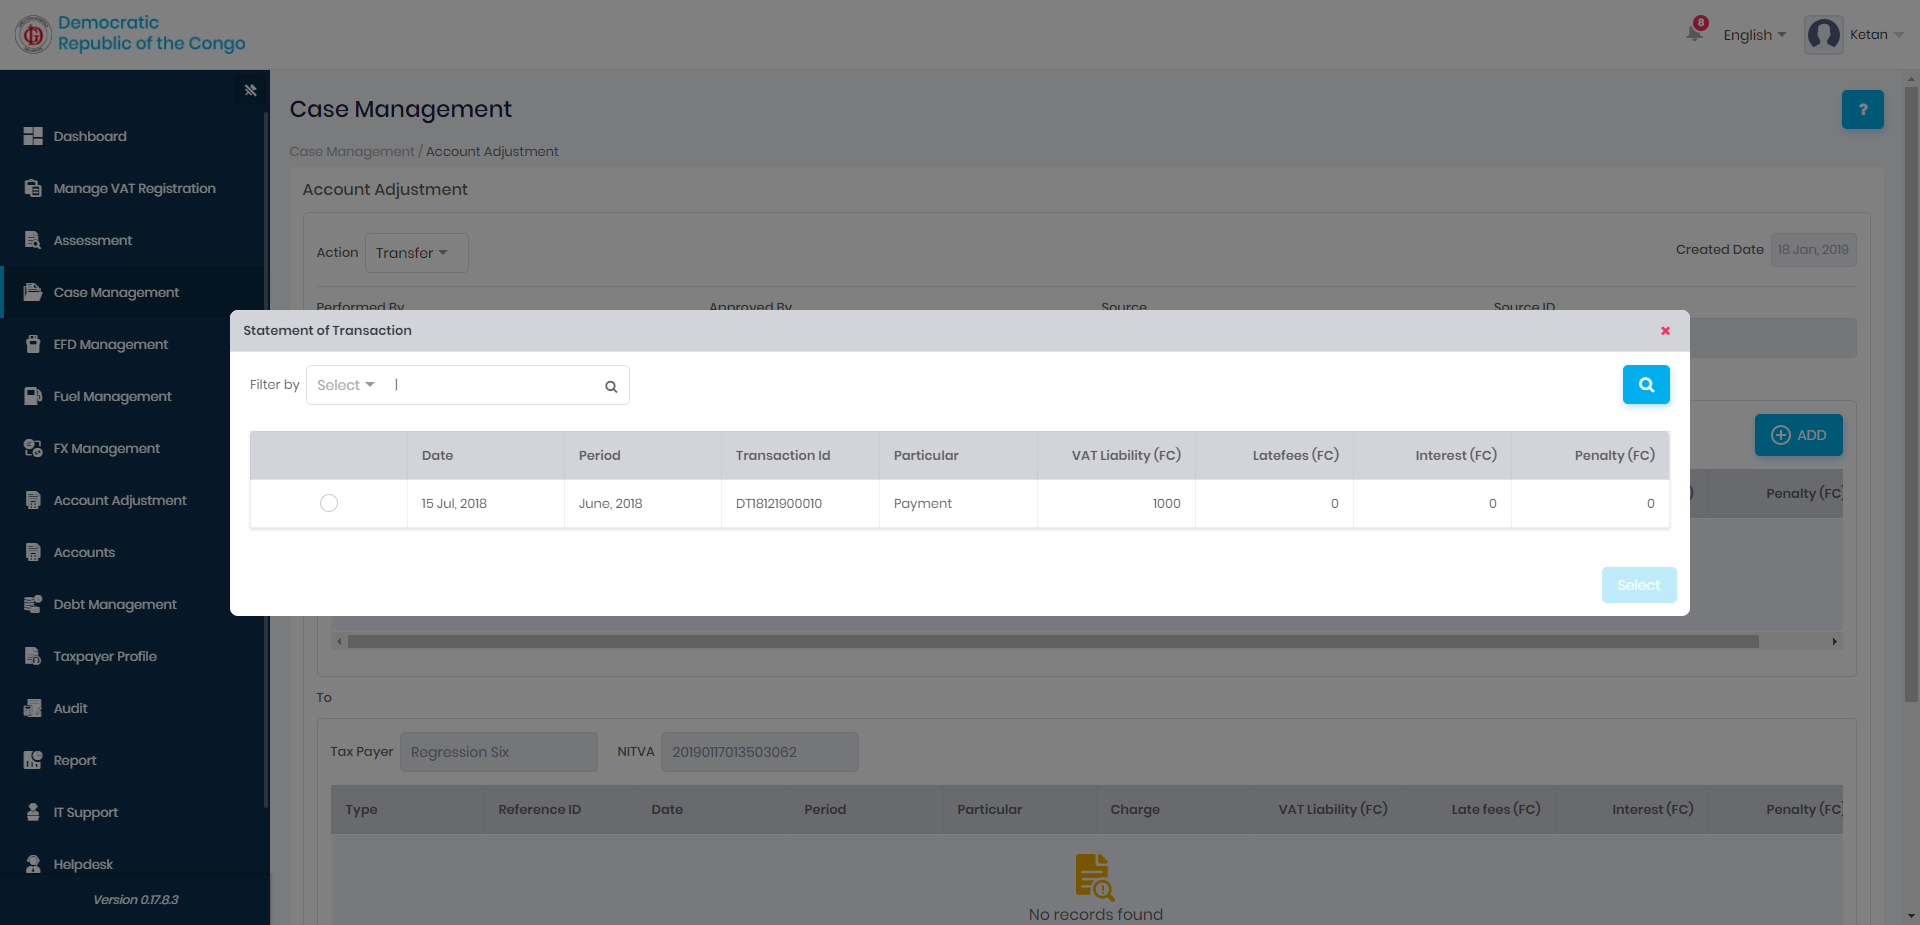 Democratic
Republic of the Congo
8
English
Ketan
Dashboard
Manage VAT Registration
Assessment
Case Management
EFD Management
Fuel Management
FX Management
Account Adjustment
Accounts
Debt Management
Taxpayer Profile
Audit
Report
IT Support
Helpdesk
Version 0.17.8.3
Case Management
?
Case Management / Account Adjustment
Account Adjustment
Action Transfer
Created Date 18 Jan, 2019
Performed By Approved By Source Source ID
Statement of Transaction
Filter by Select
Date Period Transaction Id Particular VAT Liability (FC) Latefees (FC) Interest (FC) Penalty (FC)
15 Jul, 2018 June, 2018 DT18121900010 Payment 1000 0 0 0
Select
ADD
) Penalty (FC)
To
Tax Payer Regression Six NITVA 20190117013503062
Type Reference ID Date Period Particular Charge VAT Liability (FC) Late fees (FC) Interest (FC) Penalty (FC)
No records found